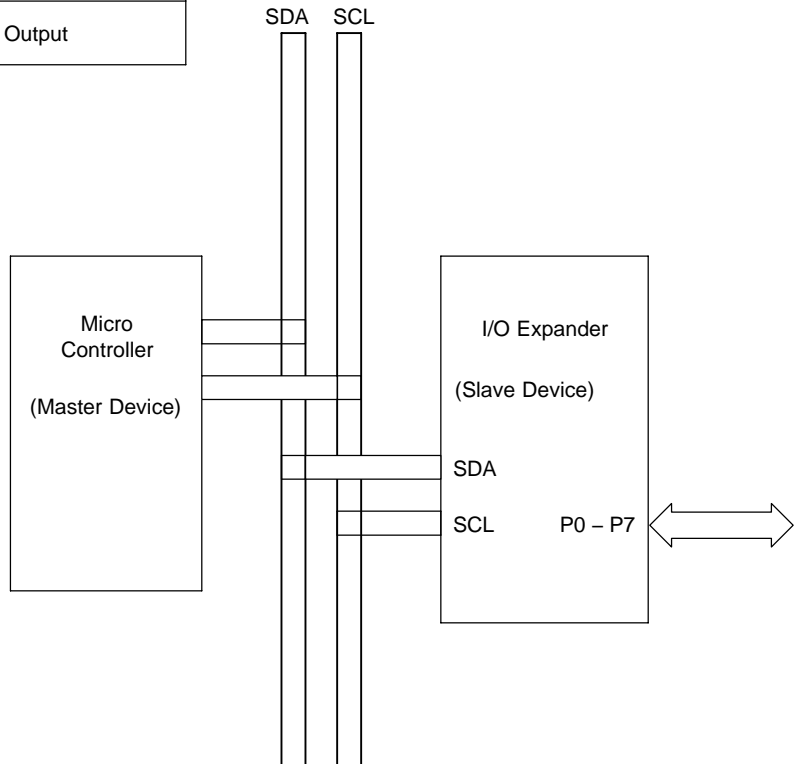 Output
SDA SCL
Micro
Controller
(Master Device)
I/O Expander
(Slave Device)
SDA
SCL P0 – P7